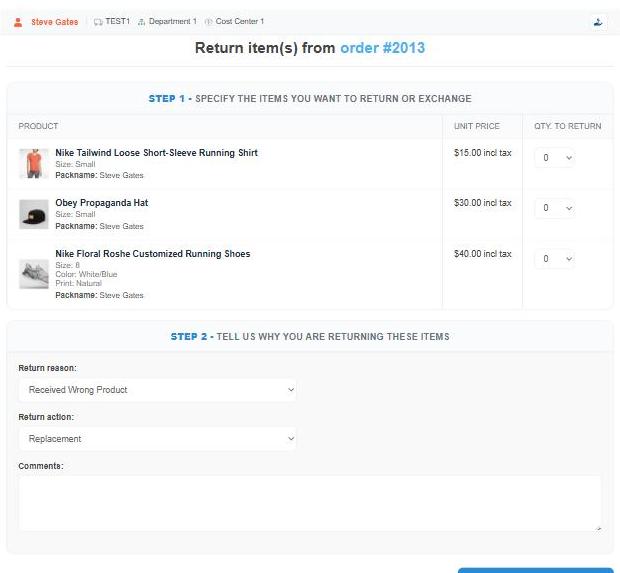 Steve Gates TEST1 Department 1 Cost Center 1
Return item(s) from order #2013
STEP 1 - SPECIFY THE ITEMS YOU WANT TO RETURN OR EXCHANGE
PRODUCT UNIT PRICE QTY. TO RETURN
Nike Tailwind Loose Short-Sleeve Running Shirt $15.00 incl tax 0
Size: Small
Packname: Steve Gates
Obey Propaganda Hat $30.00 incl tax 0
Size: Small
Packname: Steve Gates
Nike Floral Roshe Customized Running Shoes $40.00 incl tax 0
Size: 8
Color: White/Blue
Print: Natural
Packname: Steve Gates
STEP 2 - TELL US WHY YOU ARE RETURNING THESE ITEMS
Return reason:
Received Wrong Product
Return action:
Replacement
Comments: